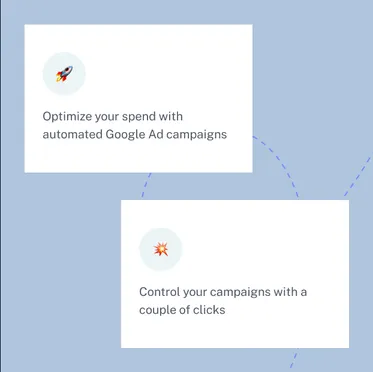 Optimize your spend with
automated Google Ad campaigns
Control your campaigns with a
couple of clicks